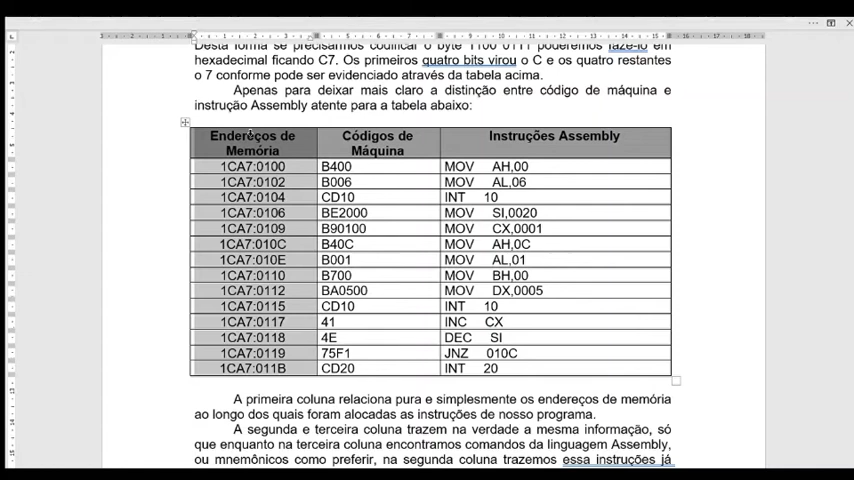 Desta forma se precisarmos codificar o byte 1100 0111 poderemos faze-lo em
hexadecimal ficando C7. Os primeiros quatro bits virou o C e os quatro restantes
o 7 conforme pode ser evidenciado através da tabela acima.
Apenas para deixar mais claro a distinção entre código de máquina e
instrução Assembly atente para a tabela abaixo:
Endereços de Memória Códigos de Máquina Instruções Assembly
1CA7:0100 B400 MOV AH,00
1CA7:0102 B006 MOV AL,06
1CA7:0104 CD10 INT 10
1CA7:0106 BE2000 MOV SI,0020
1CA7:0109 B90100 MOV CX,0001
1CA7:010C B40C MOV AH,0C
1CA7:010E B001 MOV AL,01
1CA7:0110 B700 MOV BH,00
1CA7:0112 BA0500 MOV DX,0005
1CA7:0115 CD10 INT 10
1CA7:0117 41 INC CX
1CA7:0118 4E DEC SI
1CA7:0119 75F1 JNZ 010C
1CA7:011B CD20 INT 20
A primeira coluna relaciona pura e simplesmente os endereços de memória
ao longo dos quais foram alocadas as instruções de nosso programa.
A segunda e terceira coluna trazem na verdade a mesma informação, só
que enquanto na terceira coluna encontramos comandos da linguagem Assembly,
ou mnemônicos como preferir, na segunda coluna trazemos essa instruções já